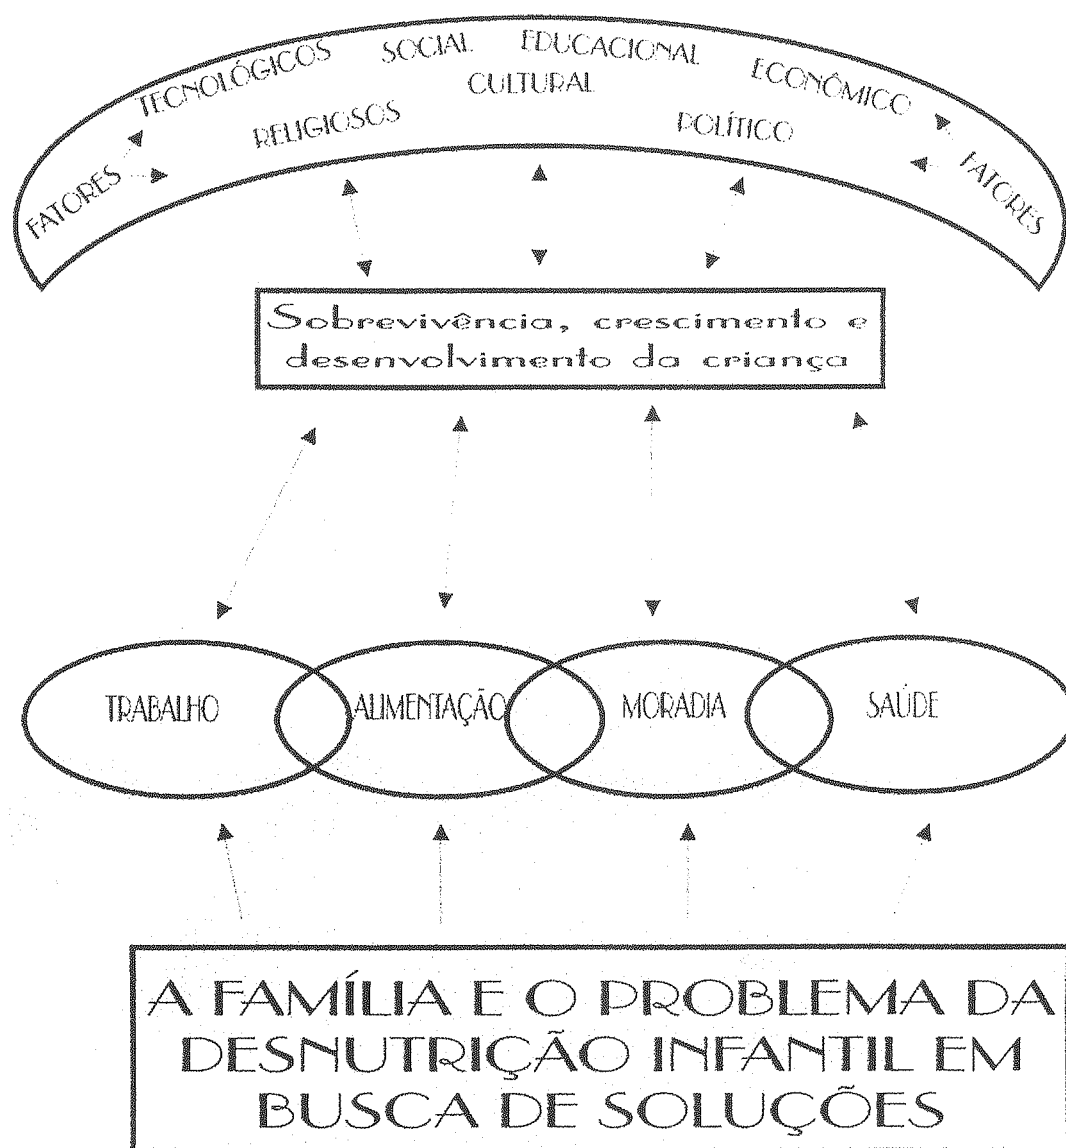 TECNOLÓGICOS SOCIAL EDUCACIONAL ECONÔMICO
CULTURAL
RELIGIOSOS POLÍTICO
FATORES FATORES
Sobrevivência, crescimento e
desenvolvimento da criança
TRABALHO ALIMENTAÇÃO MORADIA SAÚDE
A FAMÍLIA E O PROBLEMA DA
DESNUTRIÇÃO INFANTIL EM
BUSCA DE SOLUÇÕES